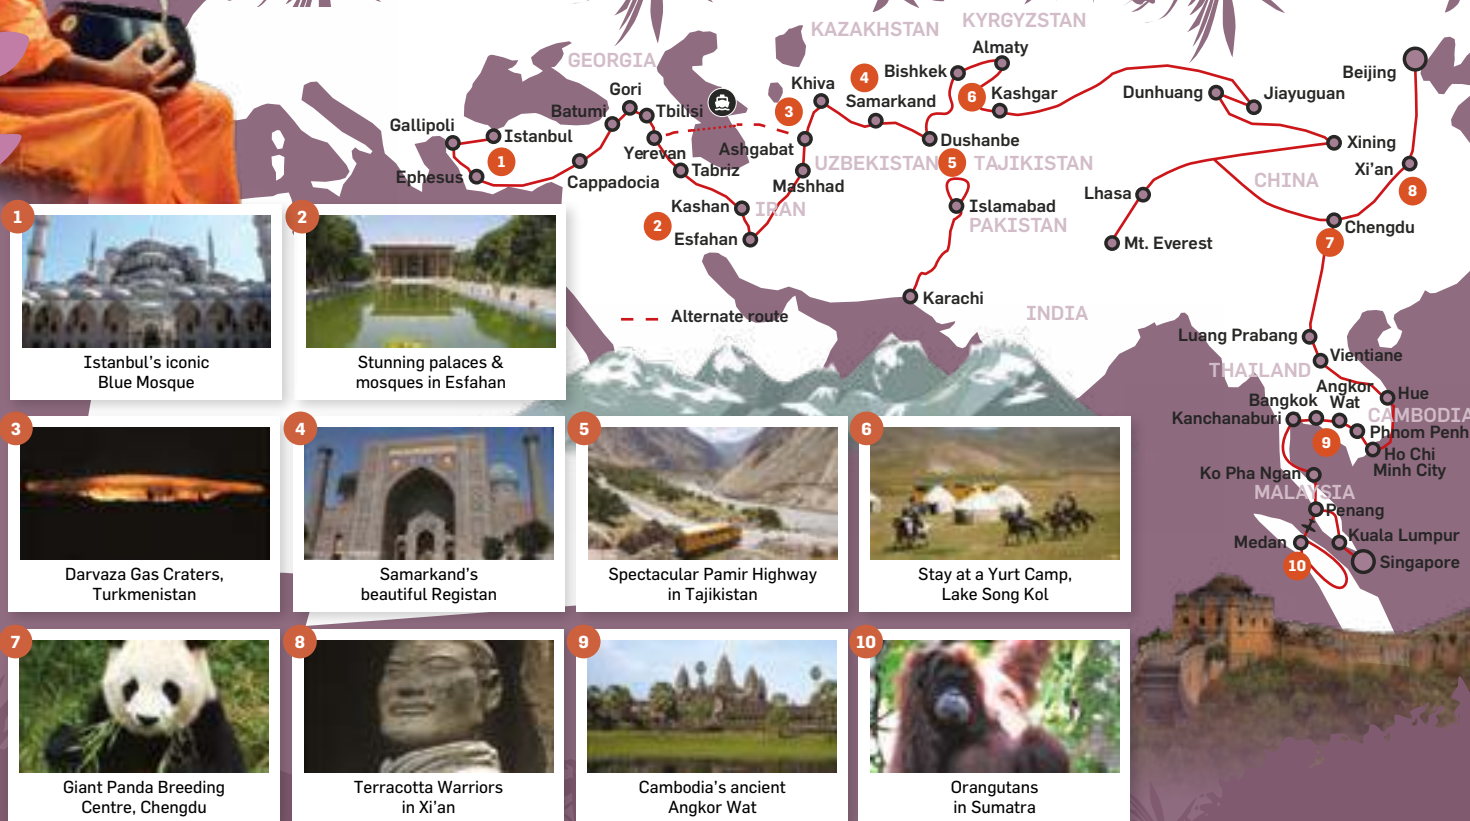 KAZAKHSTAN
KYRGYZSTAN
GEORGIA
Almaty
Bishkek
4
Beijing
Khiva
6
Kashgar
Gori
Dunhuang
Jiayuguan
Batumi
Tbilisi
3
Samarkand
Gallipoli
Istanbul
Dushanbe
Xining
Yerevan
Ashgabat
1
UZBEKISTAN
5
TAJIKISTAN
Xi'an
Ephesus
Cappadocia
Tabriz
Mashhad
CHINA
8
Lhasa
Kashan
IRAN
Islamabad
2
Esfahan
PAKISTAN
Chengdu
7
Mt. Everest
Karachi
Alternate route
INDIA
Luang Prabang
Vientiane
THAILAND
Angkor
Wat
Hue
Bangkok
Kanchanaburi
CAMBODIA
Phnom Penh
9
Ho Chi
Minh City
Ko Pha Ngan
MALAYSIA
Penang
Medan
Kuala Lumpur
10
Singapore
1
Istanbul's iconic
Blue Mosque
2
Stunning palaces &
mosques in Esfahan
3
Darvaza Gas Craters,
Turkmenistan
4
Samarkand's
beautiful Registan
5
Spectacular Pamir Highway
in Tajikistan
6
Stay at a Yurt Camp,
Lake Song Kol
7
Giant Panda Breeding
Centre, Chengdu
8
Terracotta Warriors
in Xi'an
9
Cambodia's ancient
Angkor Wat
10
Orangutans
in Sumatra